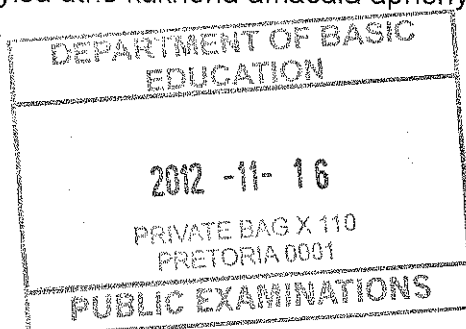 DEPARTMENT OF BASIC
EDUCATION
2012 -11- 16
PRIVATE BAG X 110
PRETORIA 0001
PUBLIC EXAMINATIONS